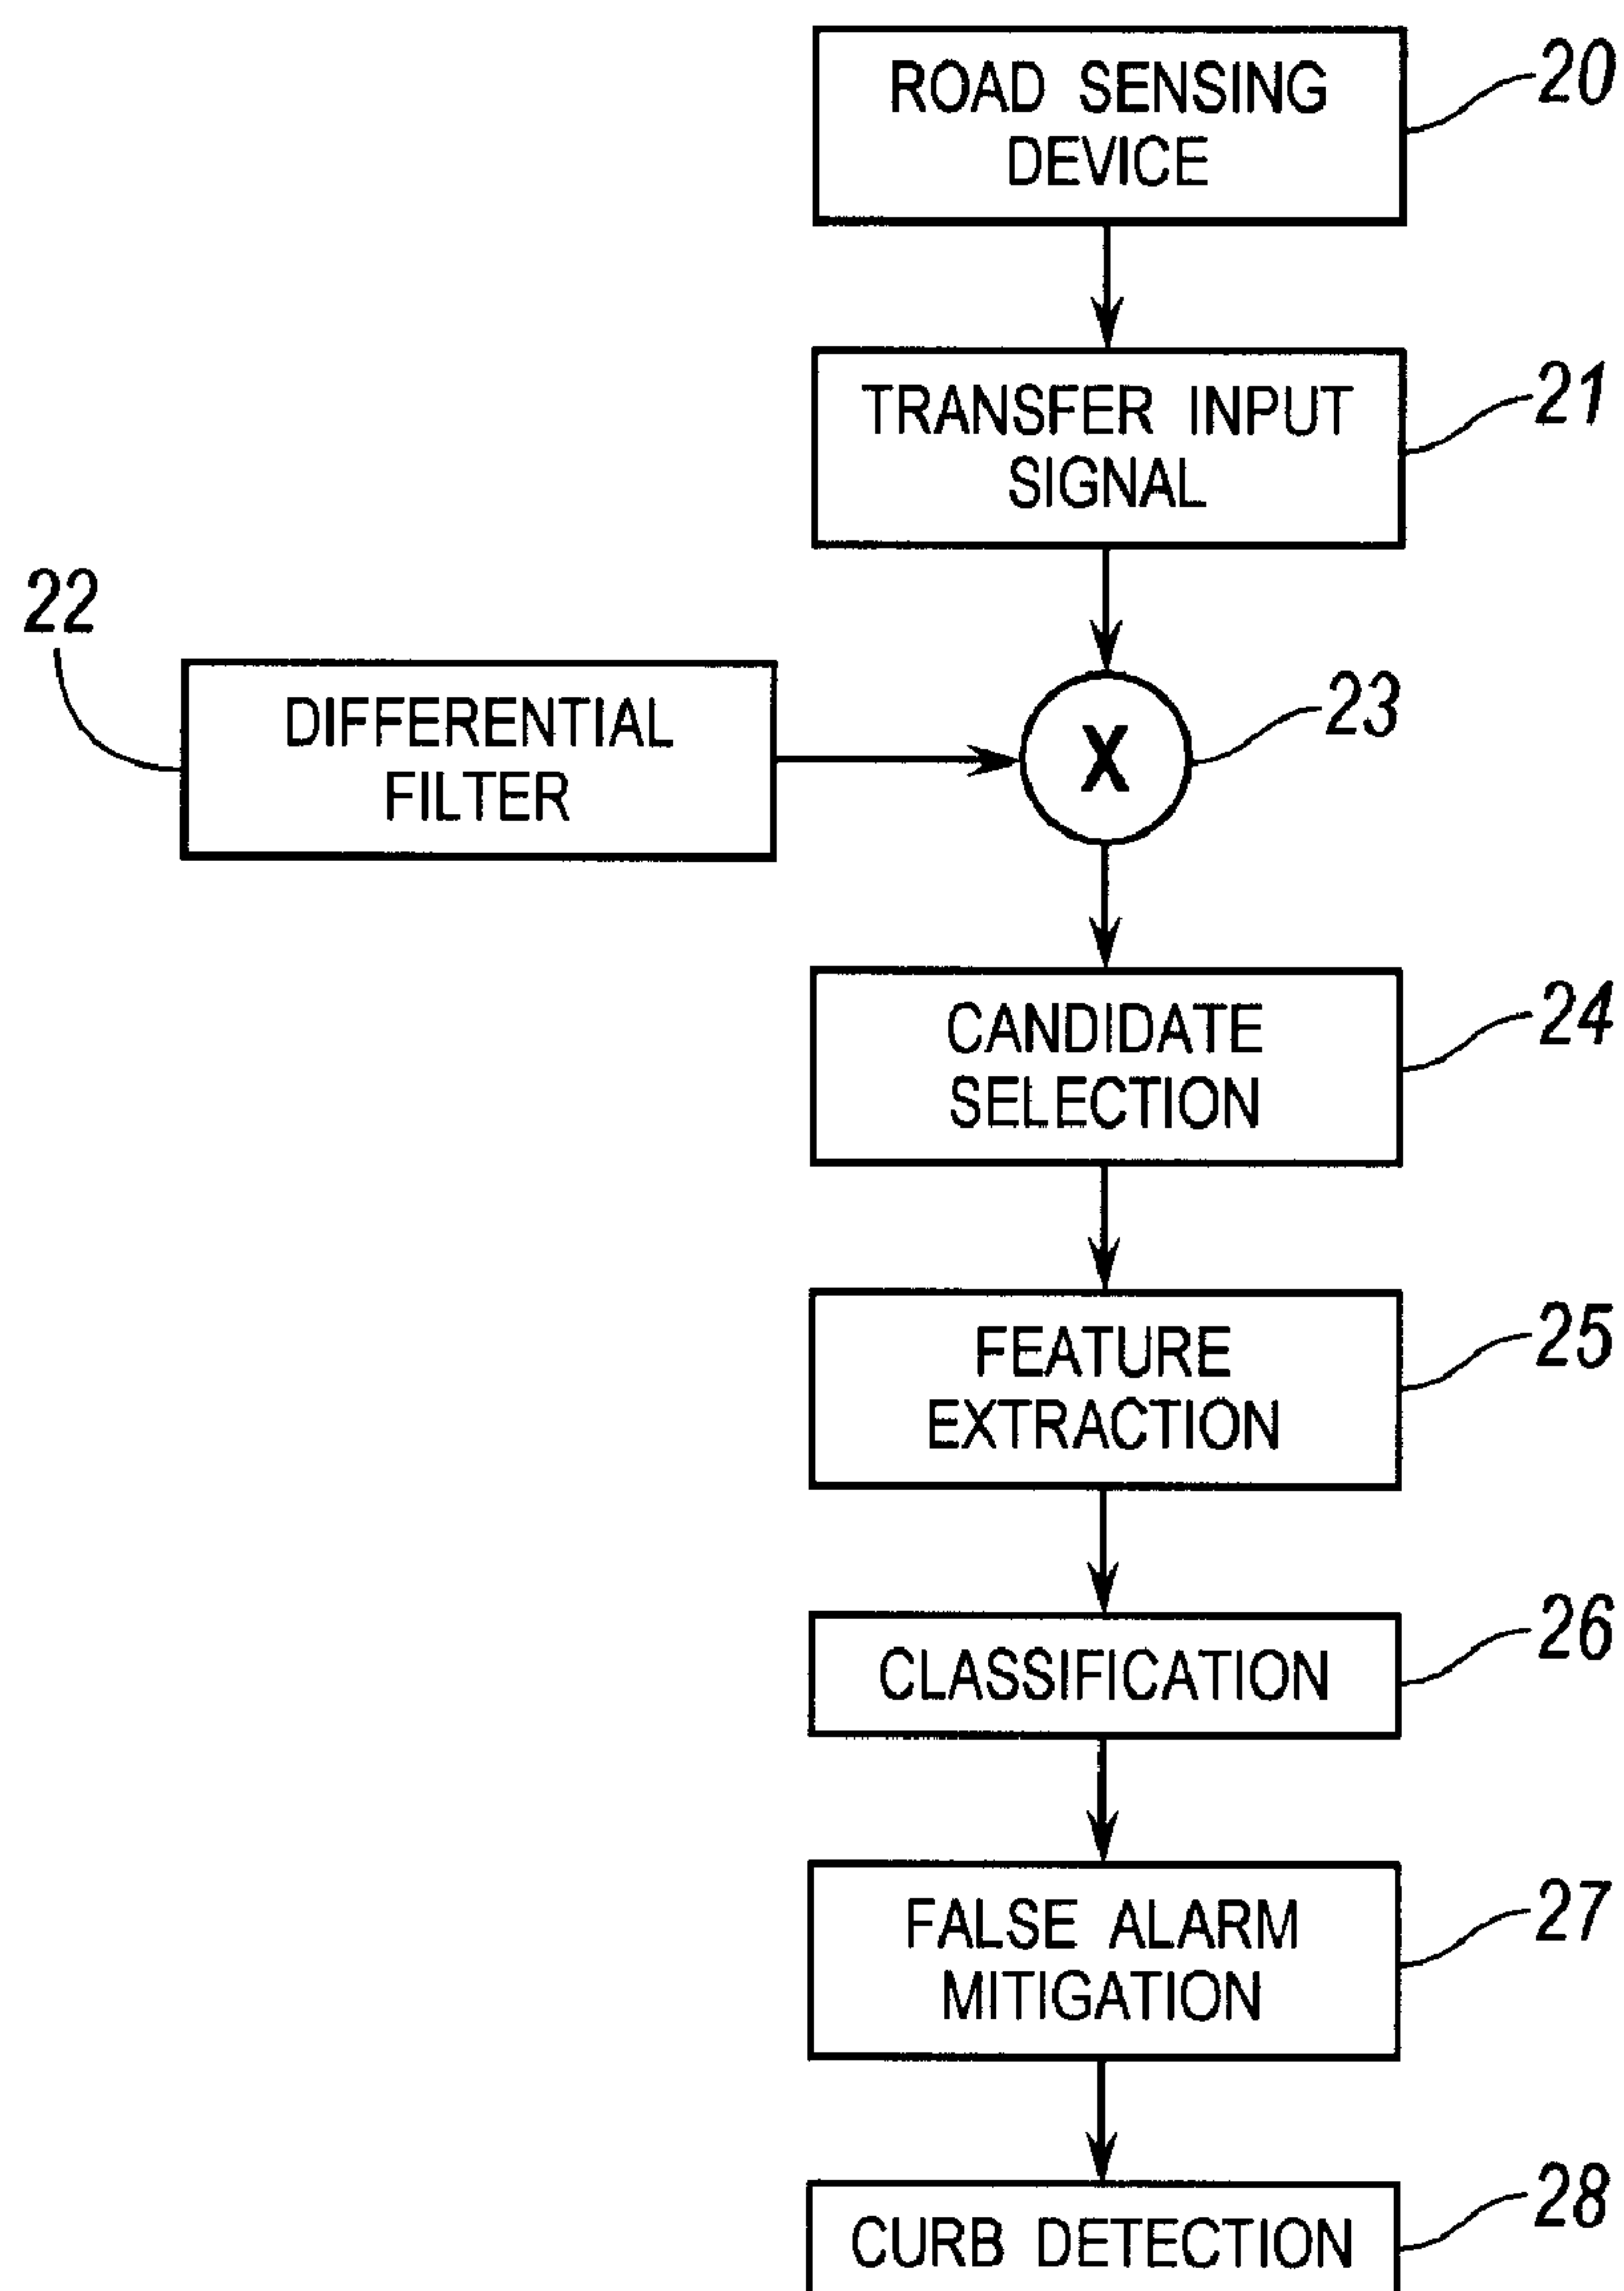 ROAD SENSING
DEVICE
20
TRANSFER INPUT
SIGNAL
21
22
DIFFERENTIAL
FILTER
X
23
CANDIDATE
SELECTION
24
FEATURE
EXTRACTION
25
CLASSIFICATION
26
FALSE ALARM
MITIGATION
27
CURB DETECTION
28